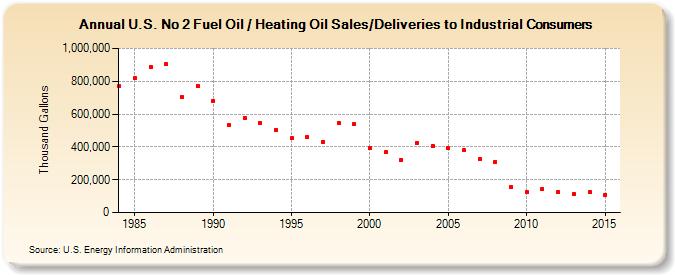 Annual U.S. No 2 Fuel Oil / Heating Oil Sales/Deliveries to Industrial Consumers
Thousand Gallons
1,000,000
800,000
600,000
400,000
200,000
0
1985 1990 1995 2000 2005 2010 2015
Source: U.S. Energy Information Administration